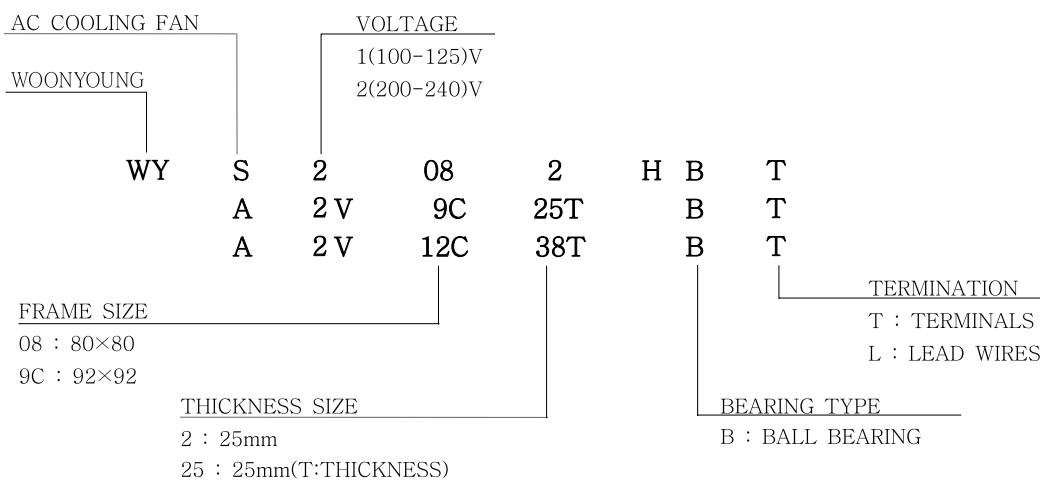 AC COOLING FAN
VOLTAGE
1(100-125)V
WOONYOUNG
2(200-240)V
WY S 2 08 2 H B T
A 2 V 9C 25T B T
A 2 V 12C 38T B T
TERMINATION
T : TERMINALS
L : LEAD WIRES
FRAME SIZE
08 : 80×80
9C : 92×92
THICKNESS SIZE
2 : 25mm
25 : 25mm(T:THICKNESS)
BEARING TYPE
B : BALL BEARING